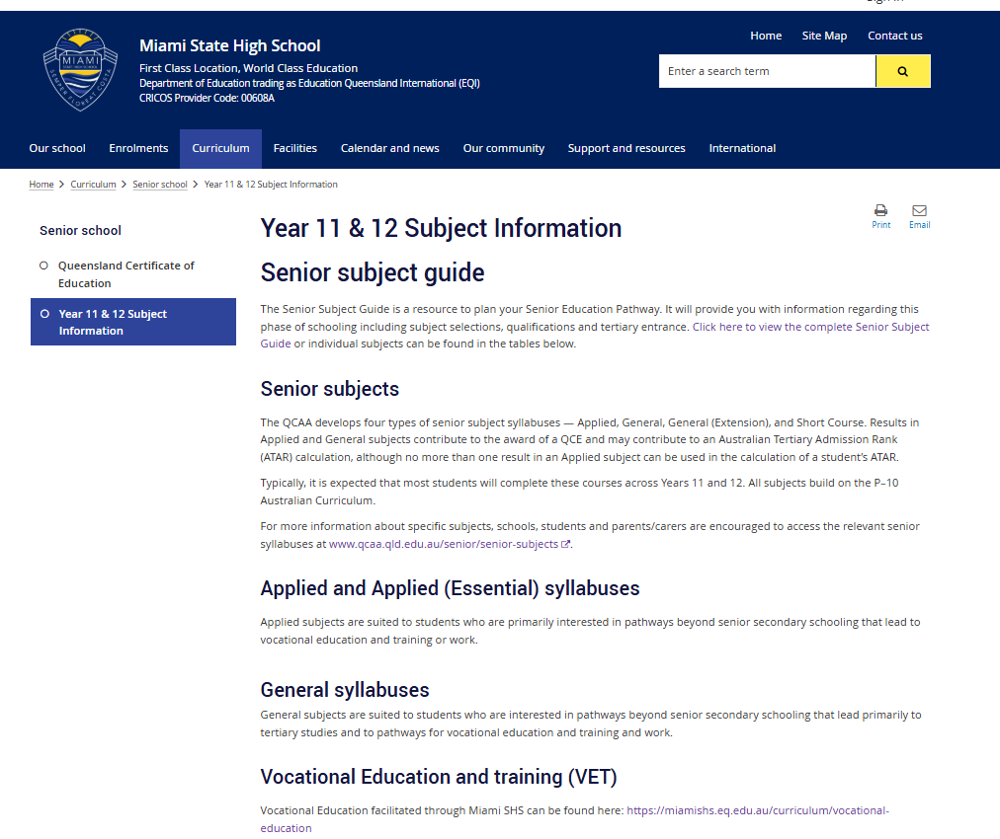 Miami State High School
First Class Location, World Class Education
Department of Education trading as Education Queensland International (EQI)
CRICOS Provider Code: 00608A
MIAMI
STATE HIGH SCHOOL
SEMPER FLOREAT COSTA
Home Site Map Contact us
Enter a search term
Our school Enrolments Curriculum Facilities Calendar and news Our community Support and resources International
Home > Curriculum > Senior school > Year 11 & 12 Subject Information
Print Email
Senior school
Queensland Certificate of
Education
Year 11 & 12 Subject
Information
Year 11 & 12 Subject Information
Senior subject guide
The Senior Subject Guide is a resource to plan your Senior Education Pathway. It will provide you with information regarding this
phase of schooling including subject selections, qualifications and tertiary entrance. Click here to view the complete Senior Subject
Guide or individual subjects can be found in the tables below.
Senior subjects
The QCAA develops four types of senior subject syllabuses — Applied, General, General (Extension), and Short Course. Results in
Applied and General subjects contribute to the award of a QCE and may contribute to an Australian Tertiary Admission Rank
(ATAR) calculation, although no more than one result in an Applied subject can be used in the calculation of a student's ATAR.
Typically, it is expected that most students will complete these courses across Years 11 and 12. All subjects build on the P–10
Australian Curriculum.
For more information about specific subjects, schools, students and parents/carers are encouraged to access the relevant senior
syllabuses at www.qcaa.qld.edu.au/senior/senior-subjects.
Applied and Applied (Essential) syllabuses
Applied subjects are suited to students who are primarily interested in pathways beyond senior secondary schooling that lead to
vocational education and training or work.
General syllabuses
General subjects are suited to students who are interested in pathways beyond senior secondary schooling that lead primarily to
tertiary studies and to pathways for vocational education and training and work.
Vocational Education and training (VET)
Vocational Education facilitated through Miami SHS can be found here: https://miamishs.eq.edu.au/curriculum/vocational-
education